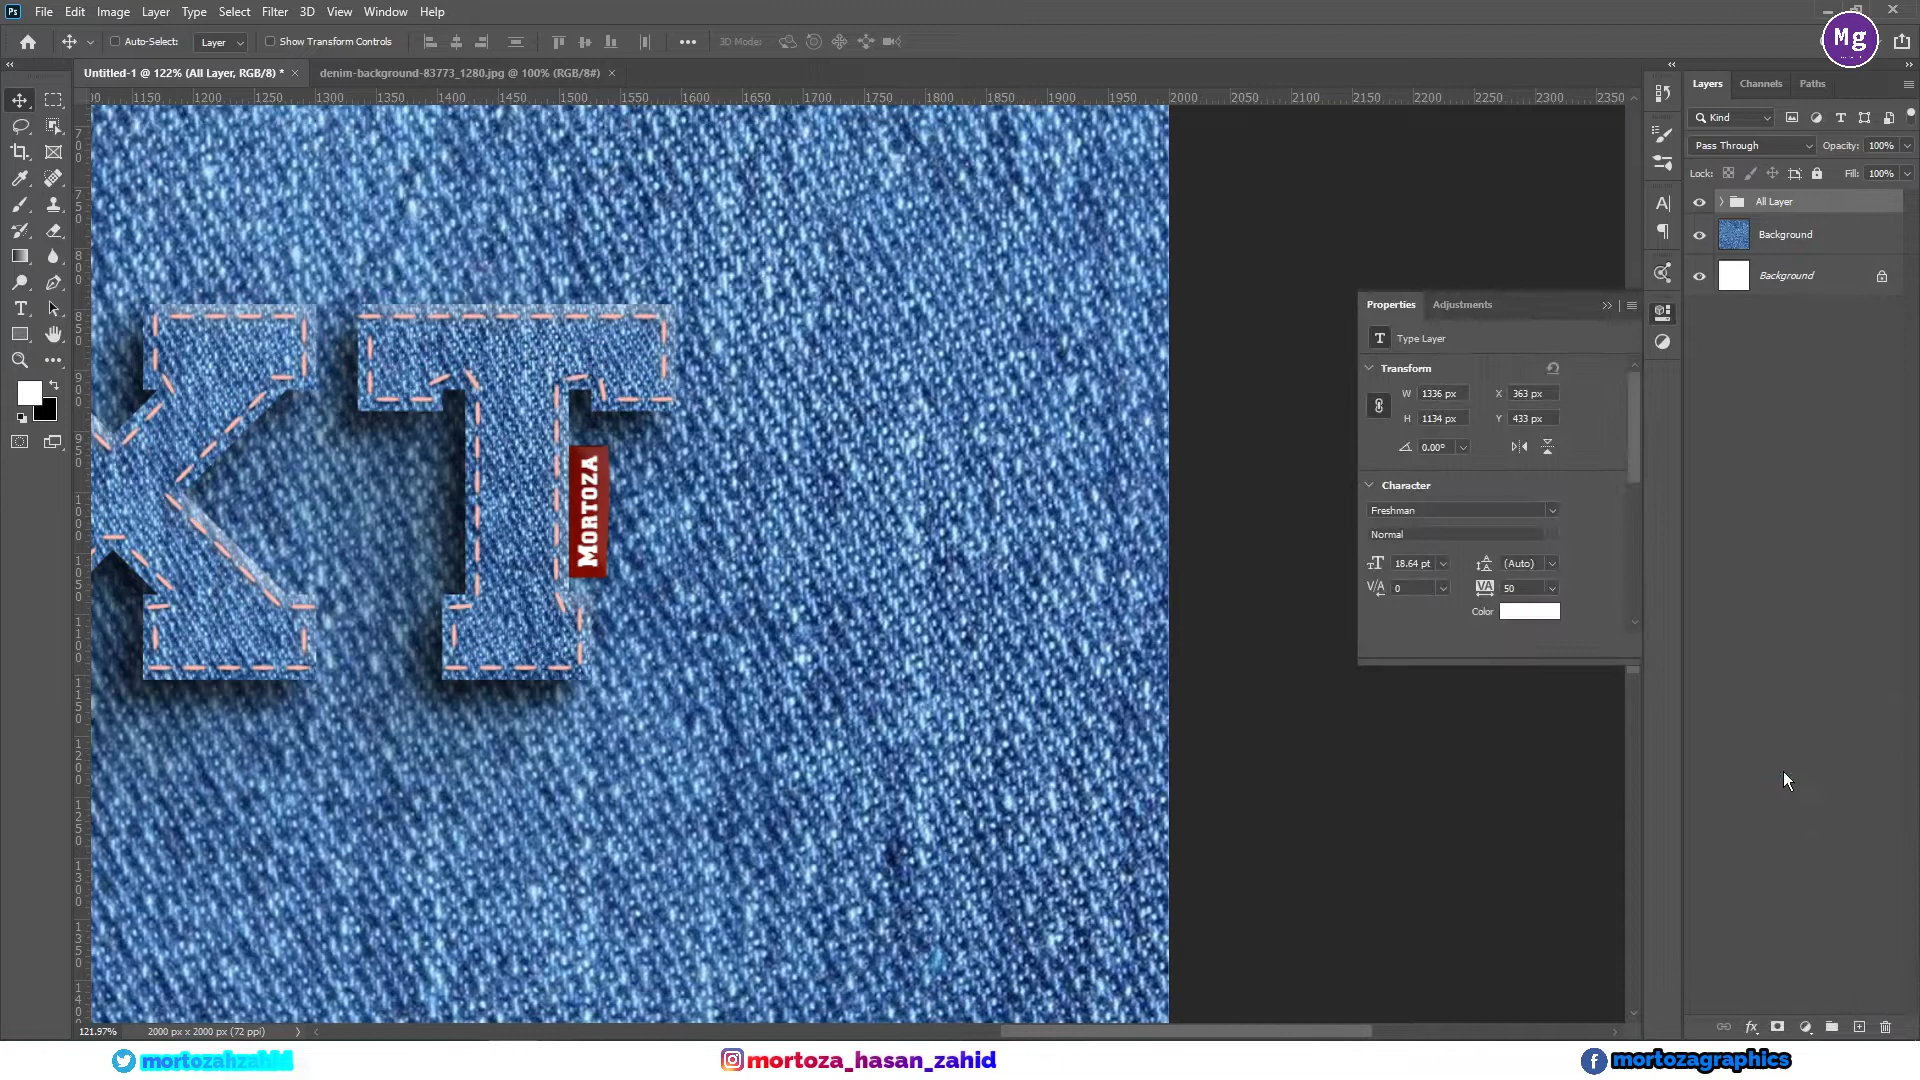 Ps File Edit Image Layer Type Select Filter 3D View Window Help
Mg
Auto-Select: Layer Show Transform Controls 3D Mode:
Untitled-1 @ 122% (All Layer, RGB/8) * × denim-background-83773_1280.jpg @ 100% (RGB/8#) ×
1150 1200 1250 1300 1350 1400 1450 1500 1550 1600 1650 1700 1750 1800 1850 1900 1950 2000 2050 2100 2150 2200 2250 2300 2350
Layers Channels Paths
Kind
Pass Through Opacity: 100%
Lock: Fill: 100%
All Layer
Background
Background
KT
MORTOZA
Properties Adjustments
T Type Layer
Transform
W 1336 px X 363 px
H 1134 px Y 433 px
0.00°
Character
Freshman
Normal
18.64 pt (Auto)
V/A 0 VA 50
Color
121.97% 2000 px x 2000 px (72 ppi)
mortozahzahid
mortoza_hasan_zahid
mortozagraphics